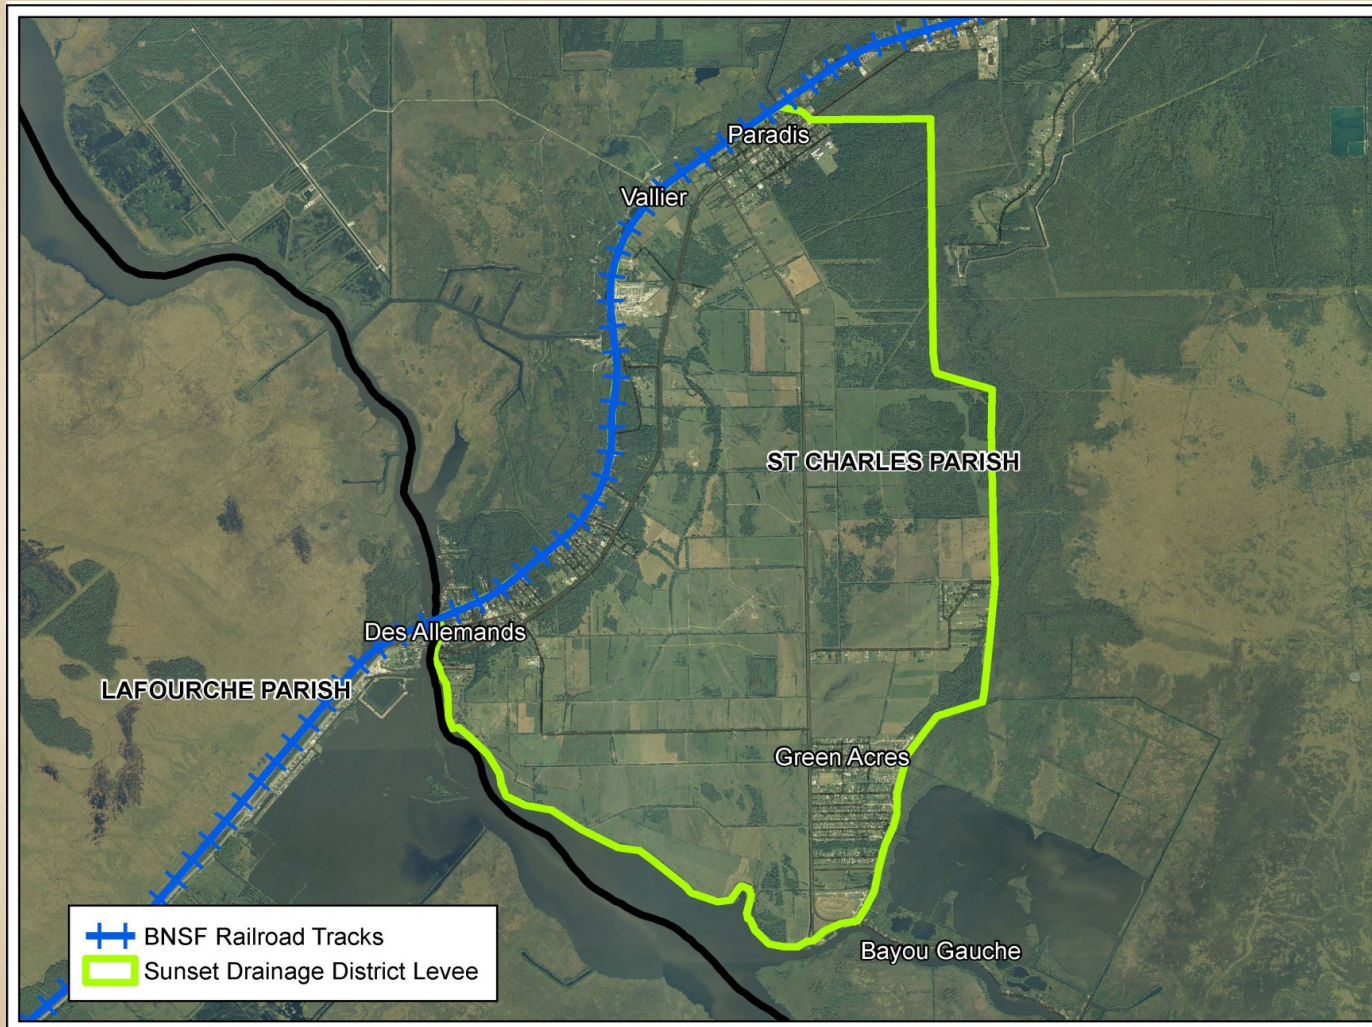 Paradis
Vallier
ST CHARLES PARISH
Des Allemands
LAFOURCHE PARISH
Green Acres
Bayou Gauche
BNSF Railroad Tracks
Sunset Drainage District Levee